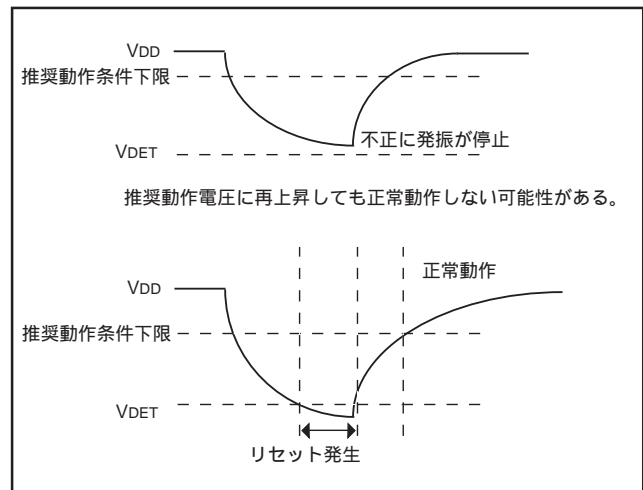 VDD
推奨動作条件下限
不正に発振が停止
VDET
推奨動作電圧に再上昇しても正常動作しない可能性がある。
正常動作
VDD
推奨動作条件下限
VDET
リセット発生